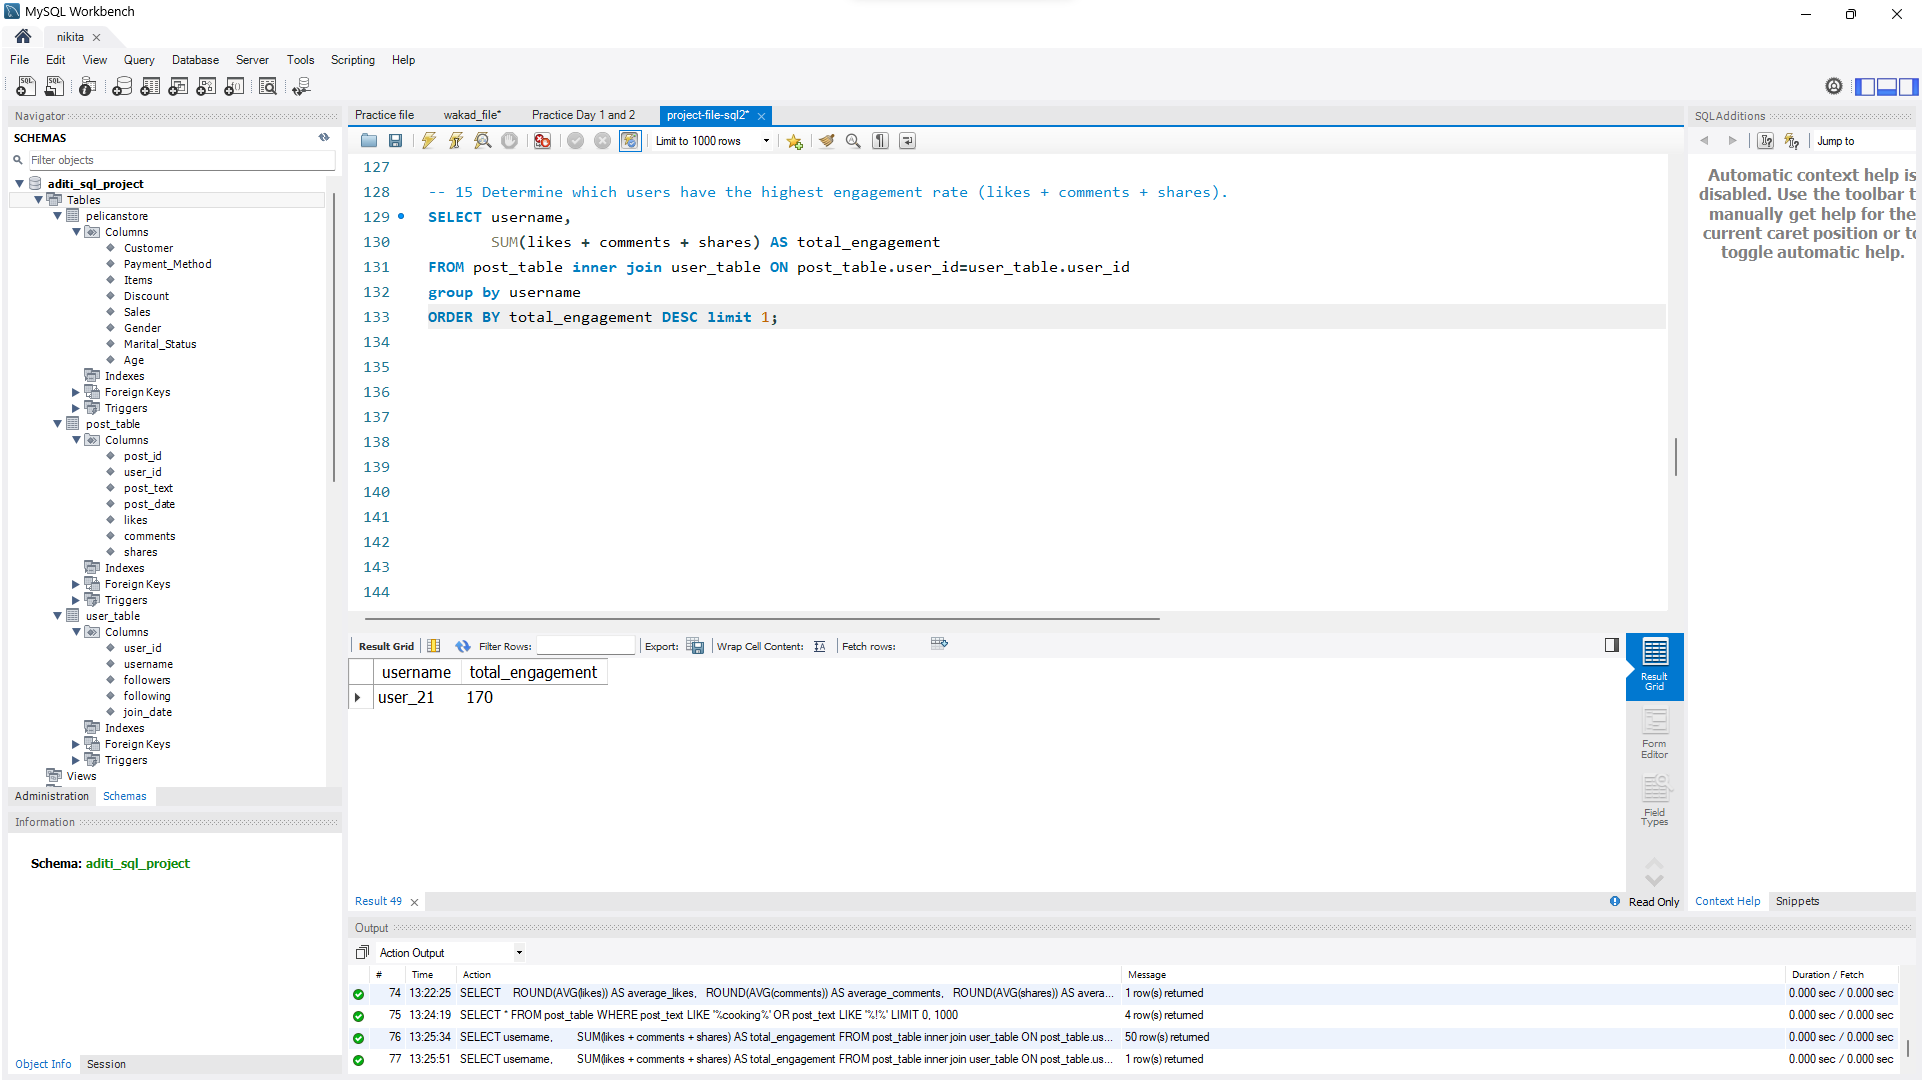 MySQL Workbench
nikita
File Edit View Query Database Server Tools Scripting Help
Navigator
SCHEMAS
Filter objects
aditi_sql_project
Tables
pelicanstore
Columns
Customer
Payment_Method
Items
Discount
Sales
Gender
Marital_Status
Age
Indexes
Foreign Keys
Triggers
post_table
Columns
post_id
user_id
post_text
post_date
likes
comments
shares
Indexes
Foreign Keys
Triggers
user_table
Columns
user_id
username
followers
following
join_date
Indexes
Foreign Keys
Triggers
Views
Administration Schemas
Information
Schema: aditi_sql_project
Object Info Session
Practice file wakad_file* Practice Day 1 and 2 project-file-sql2*
Limit to 1000 rows
127
128 -- 15 Determine which users have the highest engagement rate (likes + comments + shares).
129 SELECT username,
130 SUM(likes + comments + shares) AS total_engagement
131 FROM post_table inner join user_table ON post_table.user_id=user_table.user_id
132 group by username
133 ORDER BY total_engagement DESC limit 1;
134
135
136
137
138
139
140
141
142
143
144
Result Grid Filter Rows: Export: Wrap Cell Content: Fetch rows:
username total_engagement
user_21 170
Result Grid
Form Editor
Field Types
Result 49 Read Only
Output
Action Output
# Time Action Message Duration / Fetch
74 13:22:25 SELECT ROUND(AVG(likes)) AS average_likes, ROUND(AVG(comments)) AS average_comments, ROUND(AVG(shares)) AS avera... 1 row(s) returned 0.000 sec / 0.000 sec
75 13:24:19 SELECT * FROM post_table WHERE post_text LIKE '%cooking%' OR post_text LIKE '%!%' LIMIT 0, 1000 4 row(s) returned 0.000 sec / 0.000 sec
76 13:25:34 SELECT username, SUM(likes + comments + shares) AS total_engagement FROM post_table inner join user_table ON post_table.us... 50 row(s) returned 0.000 sec / 0.000 sec
77 13:25:51 SELECT username, SUM(likes + comments + shares) AS total_engagement FROM post_table inner join user_table ON post_table.us... 1 row(s) returned 0.000 sec / 0.000 sec
SQLAdditions
Jump to
Automatic context help is
disabled. Use the toolbar t
manually get help for the
current caret position or to
toggle automatic help.
Context Help Snippets